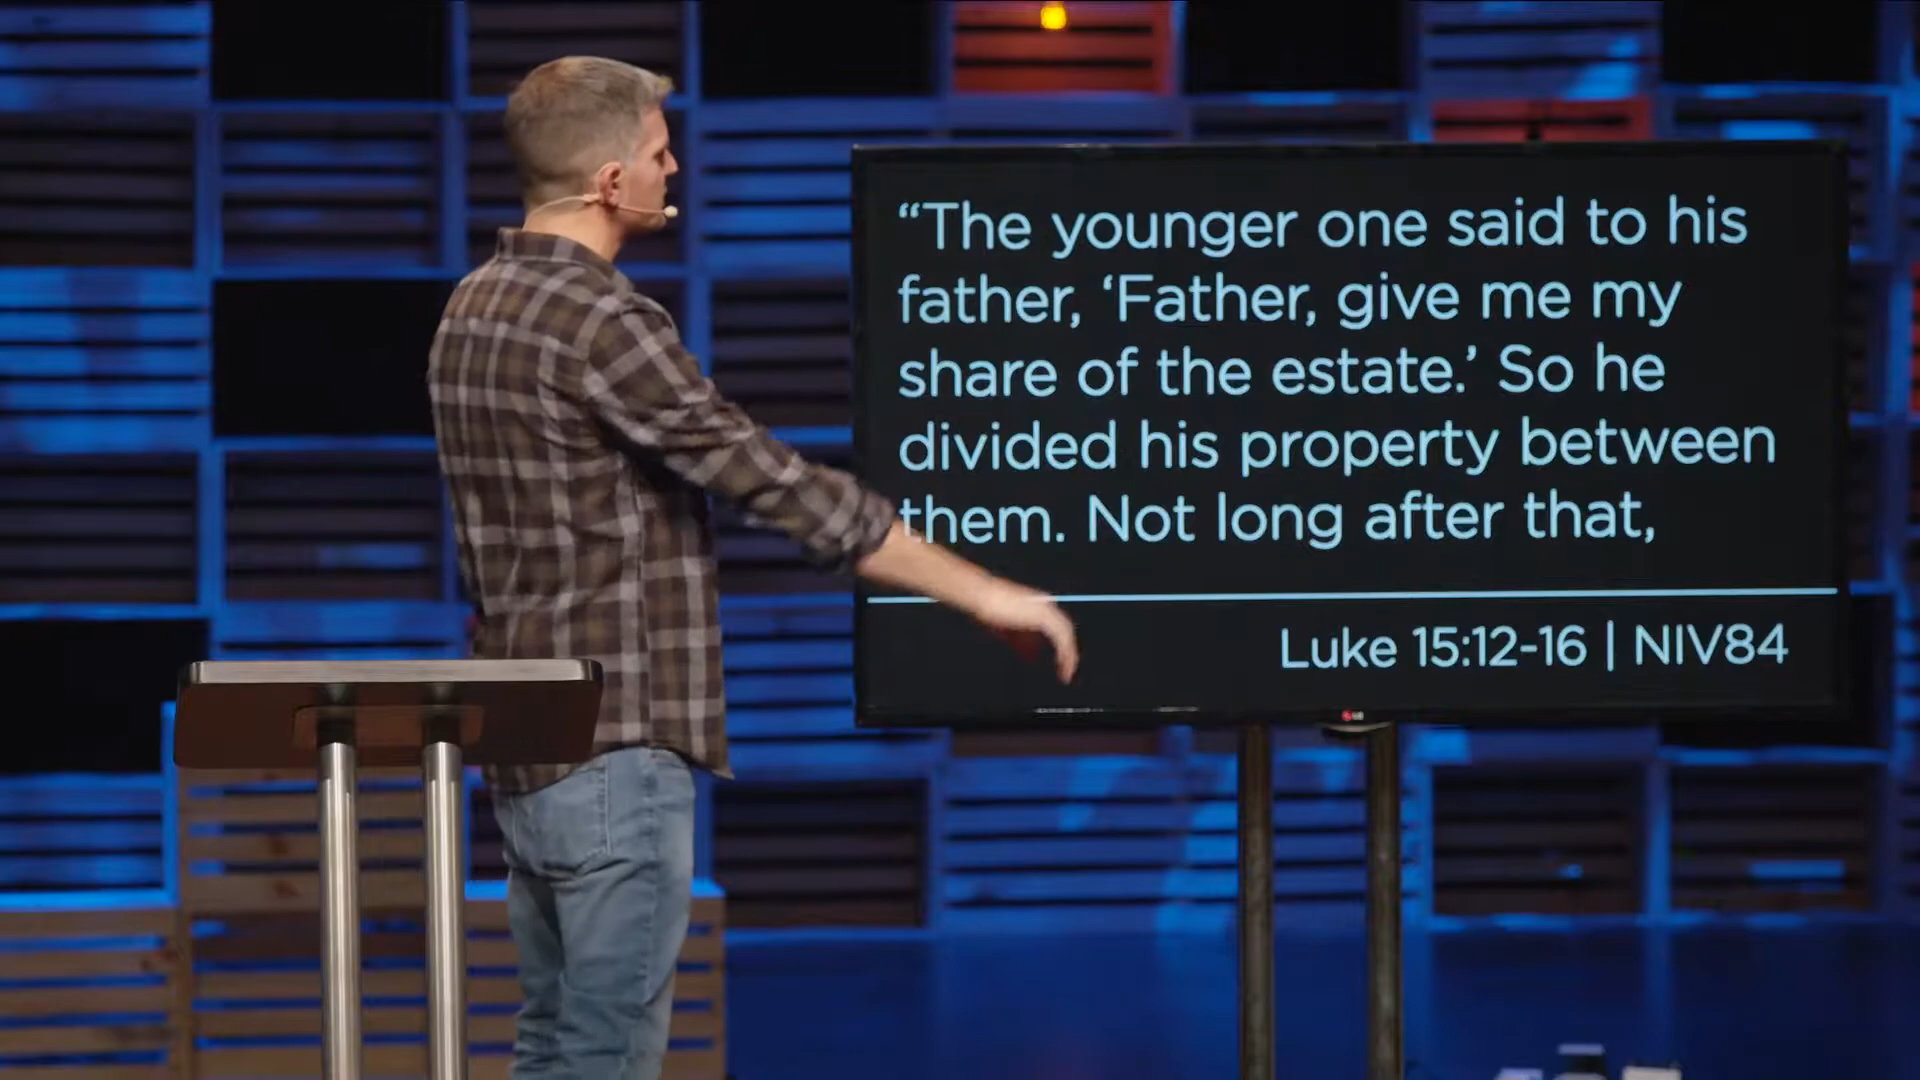 “The younger one said to his
father, ‘Father, give me my
share of the estate.’ So he
divided his property between
them. Not long after that,
Luke 15:12-16 | NIV84
LG